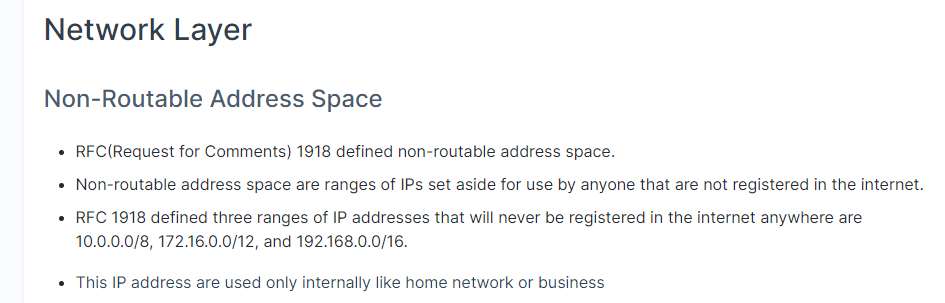 Network Layer
Non-Routable Address Space
• RFC(Request for Comments) 1918 defined non-routable address space.
• Non-routable address space are ranges of IPs set aside for use by anyone that are not registered in the internet.
• RFC 1918 defined three ranges of IP addresses that will never be registered in the internet anywhere are
10.0.0.0/8, 172.16.0.0/12, and 192.168.0.0/16.
• This IP address are used only internally like home network or business